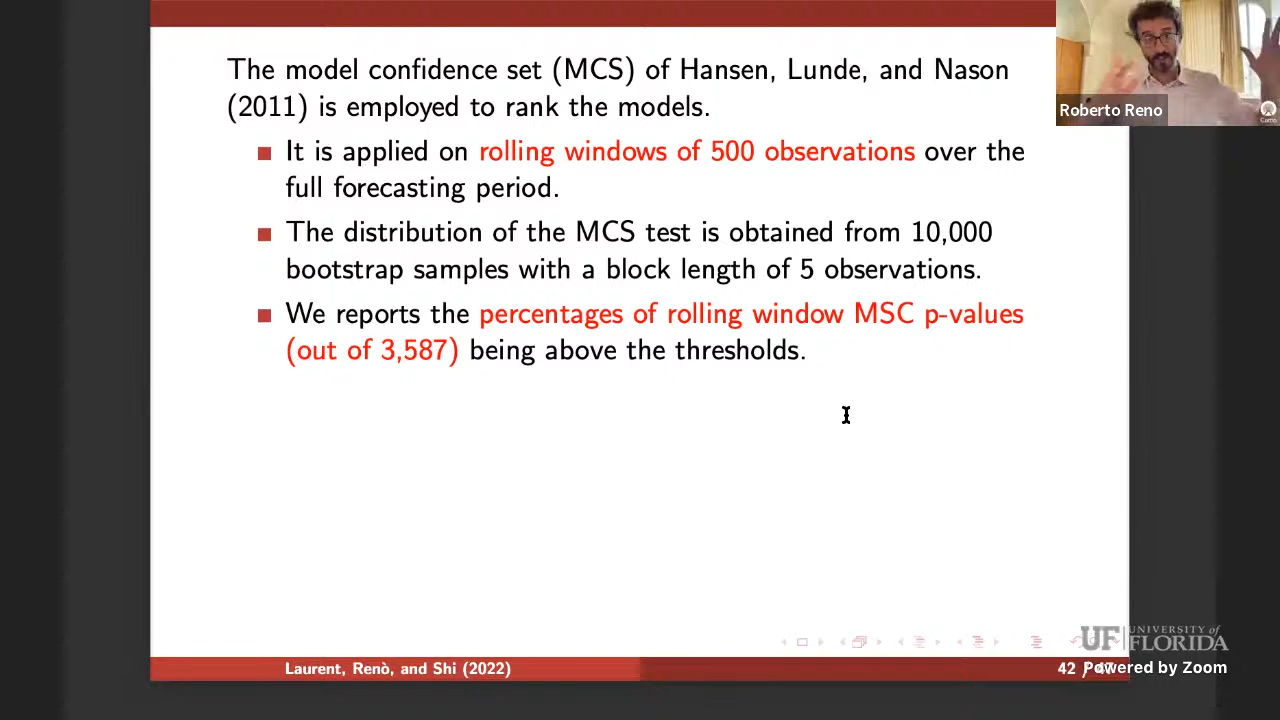 The model confidence set (MCS) of Hansen, Lunde, and Nason
(2011) is employed to rank the models.
It is applied on rolling windows of 500 observations over the
full forecasting period.
The distribution of the MCS test is obtained from 10,000
bootstrap samples with a block length of 5 observations.
We reports the percentages of rolling window MSC p-values
(out of 3,587) being above the thresholds.
Roberto Reno
UF UNIVERSITY of
FLORIDA
Laurent, Renò, and Shi (2022)
42 /
Powered by Zoom